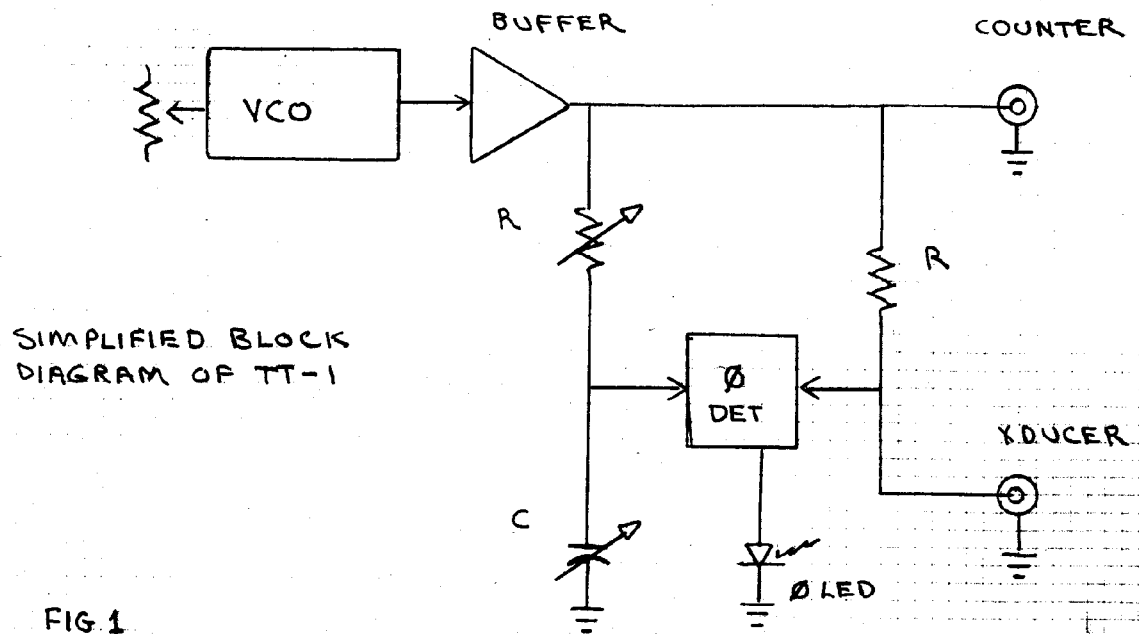 BUFFER
COUNTER
VCO
R
R
SIMPLIFIED BLOCK
DIAGRAM OF TT-1
Ø
DET
XDUCER
C
Ø LED
FIG 1